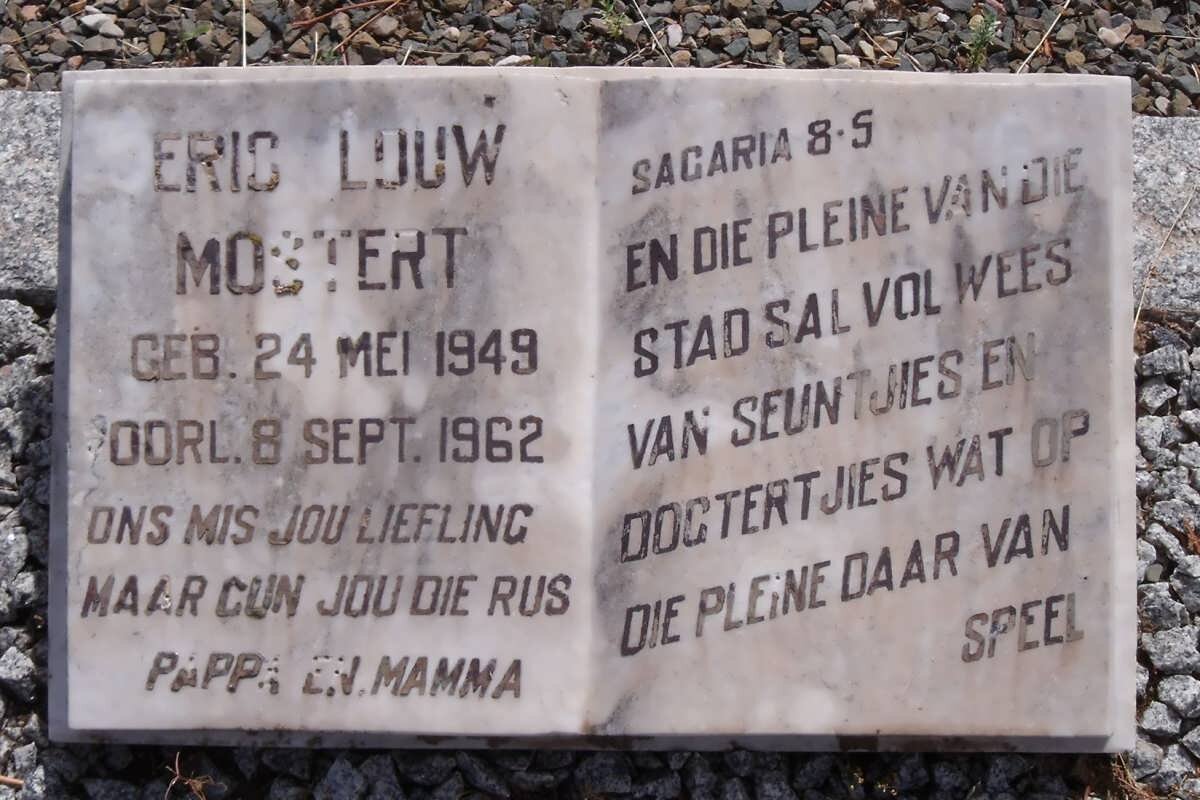 ERIC LOUW
MOSTERT
GEB. 24 MEI 1949
OORL. 8 SEPT. 1962
ONS MIS JOU LIEFLING
MAAR GUN JOU DIE RUS
PAPPA EN MAMMA
SAGARIA 8·5
EN DIE PLEINE VAN DIE
STAD SAL VOL WEES
VAN SEUNTJIES EN
DOGTERTJIES WAT OP
DIE PLEINE DAAR VAN
SPEEL